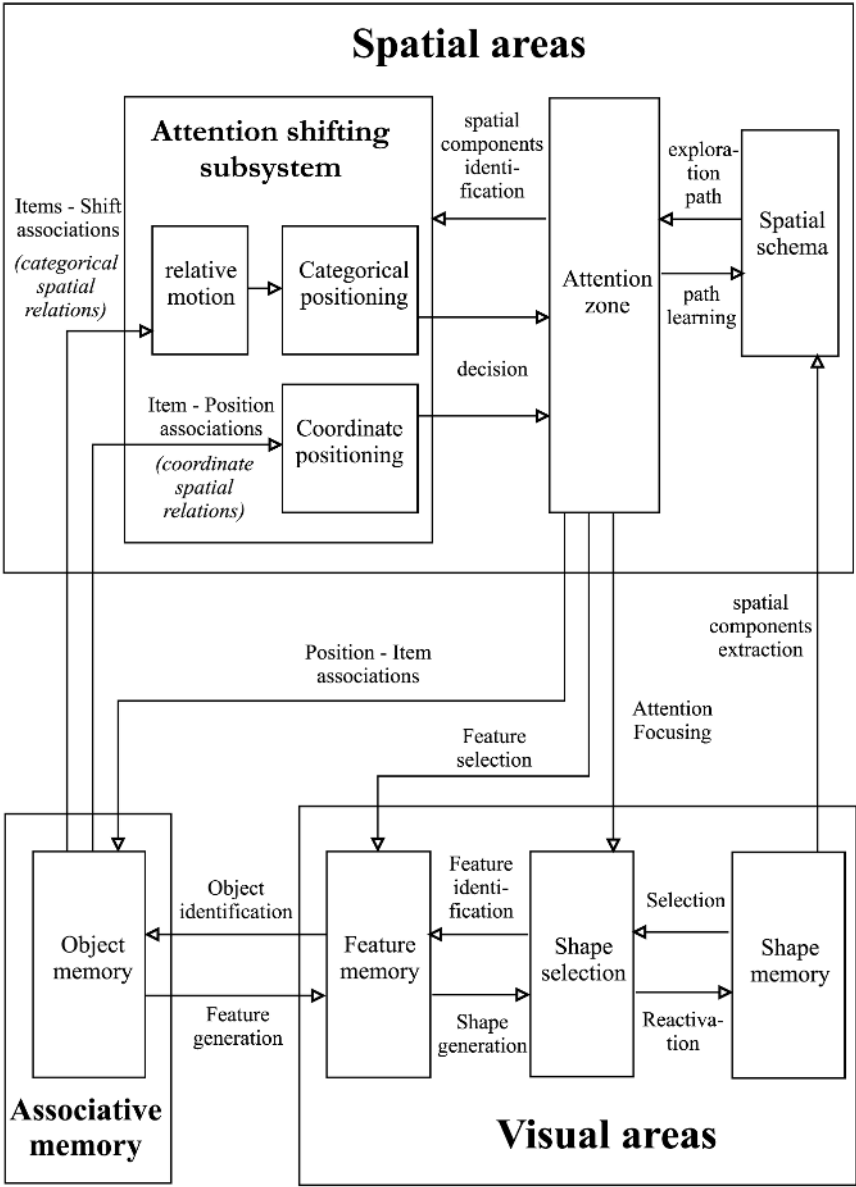 Spatial areas
Attention shifting
subsystem
spatial
components
identi-
fication
explora-
tion
path
Items - Shift
associations
(categorical
spatial
relations)
relative
motion
Categorical
positioning
Attention
zone
Spatial
schema
path
learning
decision
Item - Position
associations
(coordinate
spatial
relations)
Coordinate
positioning
spatial
components
extraction
Position - Item
associations
Attention
Focusing
Feature
selection
Object
identification
Feature
identi-
fication
Selection
Object
memory
Feature
memory
Shape
selection
Shape
memory
Feature
generation
Shape
generation
Reactiva-
tion
Associative
memory
Visual areas